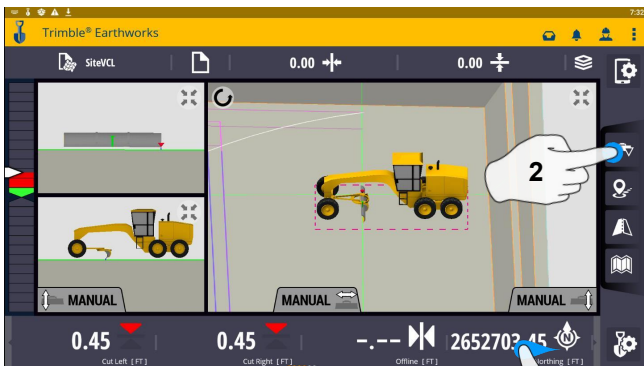 7:32
Trimble® Earthworks
SiteVCL 0.00 0.00
2
MANUAL MANUAL MANUAL
0.45 0.45 -.-- 2652703.45 N
Cut Left [FT] Cut Right [FT] Offline [FT] Northing [FT]